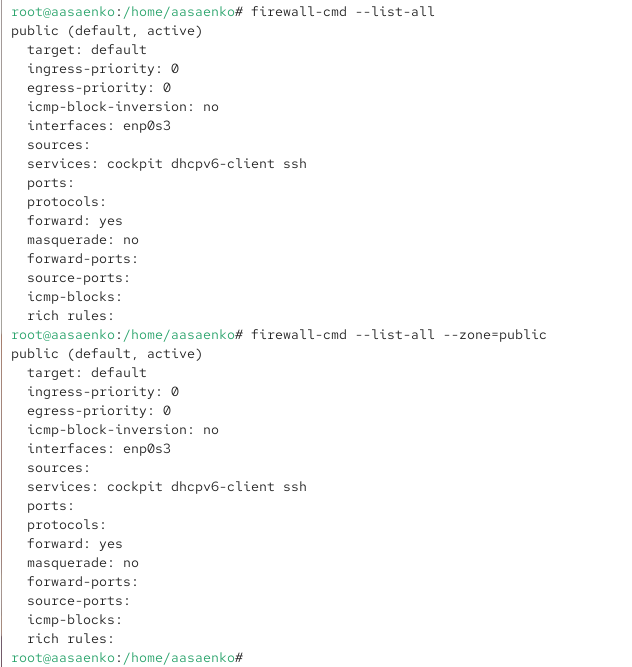 root@aasaenko:/home/aasaenko# firewall-cmd --list-all
public (default, active)
  target: default
  ingress-priority: 0
  egress-priority: 0
  icmp-block-inversion: no
  interfaces: enp0s3
  sources:
  services: cockpit dhcpv6-client ssh
  ports:
  protocols:
  forward: yes
  masquerade: no
  forward-ports:
  source-ports:
  icmp-blocks:
  rich rules:
root@aasaenko:/home/aasaenko# firewall-cmd --list-all --zone=public
public (default, active)
  target: default
  ingress-priority: 0
  egress-priority: 0
  icmp-block-inversion: no
  interfaces: enp0s3
  sources:
  services: cockpit dhcpv6-client ssh
  ports:
  protocols:
  forward: yes
  masquerade: no
  forward-ports:
  source-ports:
  icmp-blocks:
  rich rules:
root@aasaenko:/home/aasaenko#